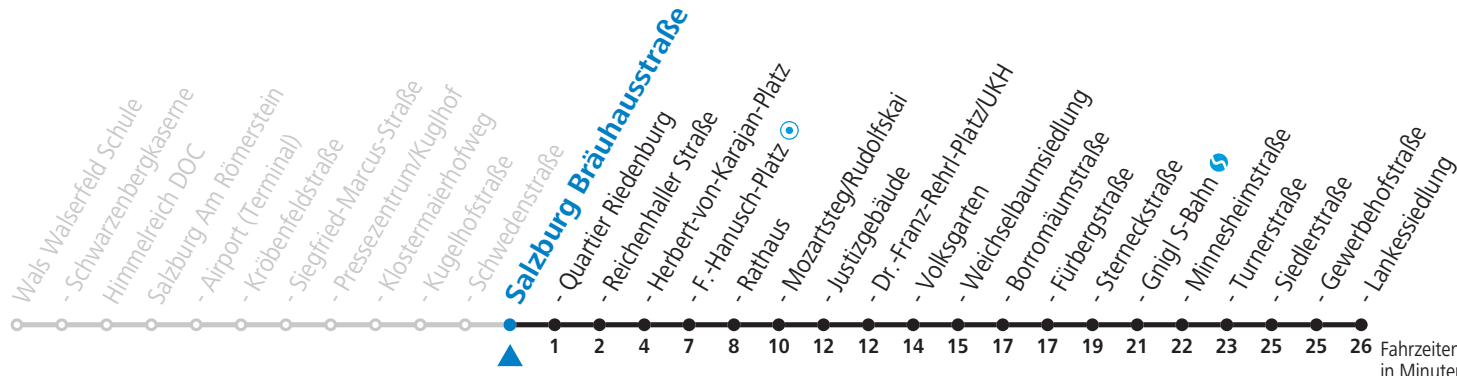 Wals Walserfeld Schule
- Schwarzenbergkaserne
Himmelreich DOC
Salzburg Am Römerstein
- Airport (Terminal)
- Kröbenfeldstraße
- Siegfried-Marcus-Straße
- Pressezentrum/Kuglhof
- Klostermaierhofweg
- Kugelhofstraße
- Schwedenstraße
Salzburg Bräuhausstraße
- Quartier Riedenburg
- Reichenhaller Straße
- Herbert-von-Karajan-Platz
- F.-Hanusch-Platz
- Rathaus
- Mozartsteg/Rudolfskai
- Justizgebäude
- Dr.-Franz-Rehrl-Platz/UKH
- Volksgarten
- Weichselbaumsiedlung
- Borromäumstraße
- Fürbergstraße
- Sterneckstraße
- Gnigl S-Bahn
- Minnesheimstraße
- Turnerstraße
- Siedlerstraße
- Gewerbehofstraße
- Lankessiedlung
1 2 4 7 8 10 12 12 14 15 17 17 19 21 22 23 25 25 26 Fahrzeiten
in Minuten